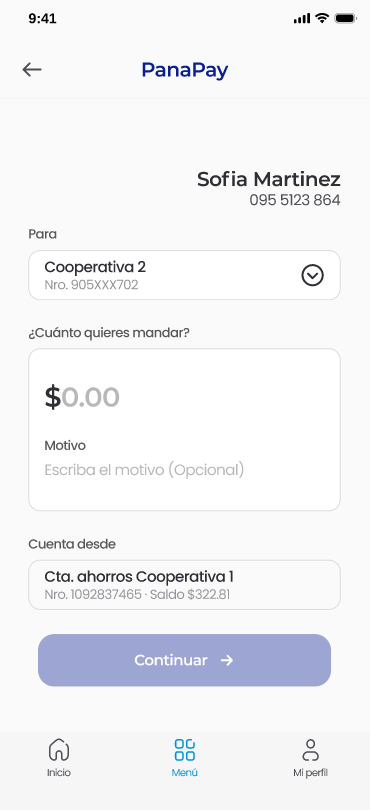 9:41
PanaPay
Sofia Martinez
095 5123 864
Para
Cooperativa 2
Nro. 905XXX702
¿Cuánto quieres mandar?
$0.00
Motivo
Escriba el motivo (Opcional)
Cuenta desde
Cta. ahorros Cooperativa 1
Nro. 1092837465 · Saldo $322.81
Continuar →
Inicio Menú Mi perfil